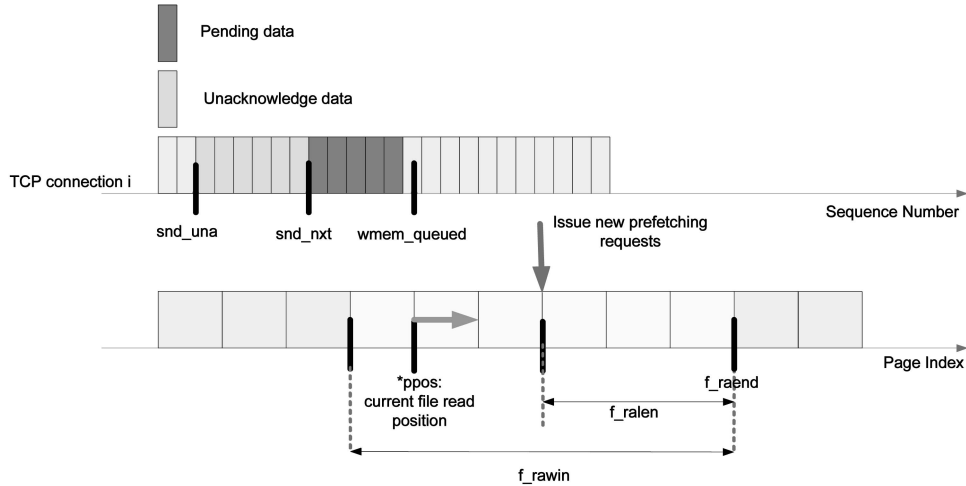 Pending data
Unacknowledge data
TCP connection i
Sequence Number
snd_una
snd_nxt
wmem_queued
Issue new prefetching
requests
Page Index
*ppos:
current file read
position
f_raend
f_ralen
f_rawin